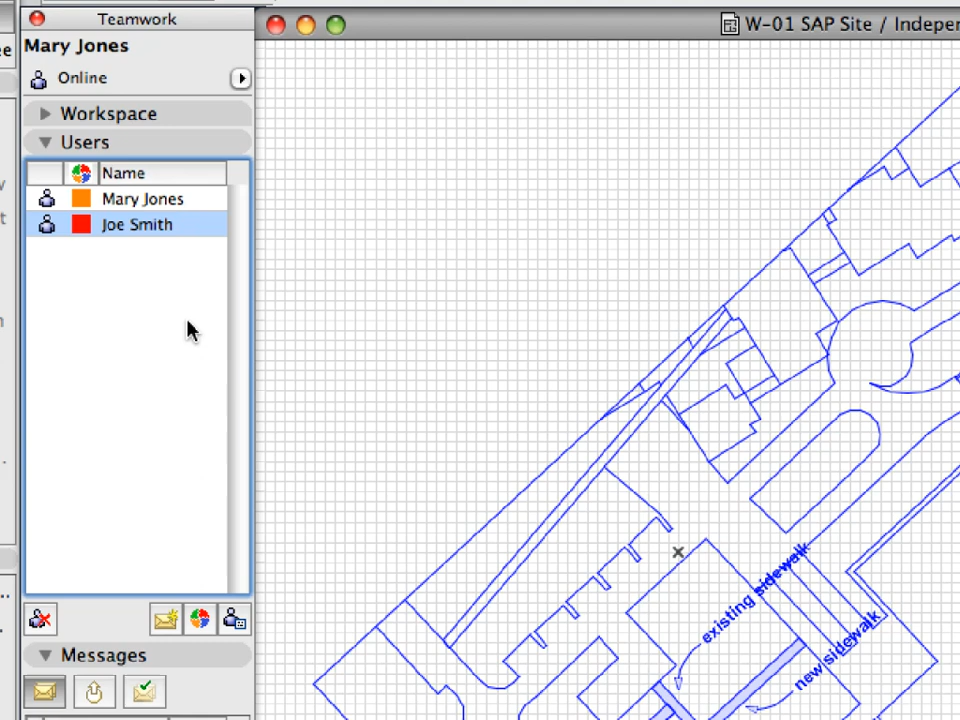 Teamwork
Mary Jones
Online
Workspace
Users
Name
Mary Jones
Joe Smith
Messages
W-01 SAP Site / Indepen
existing sidewalk
new sidewalk